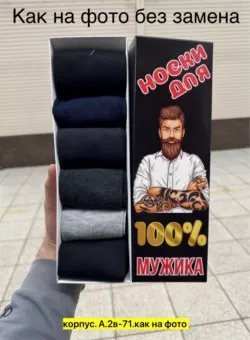 Как на фото без замена
НОСКИ ДЛЯ
100%
МУЖИКА
корпус. А.2в-71.как на фото